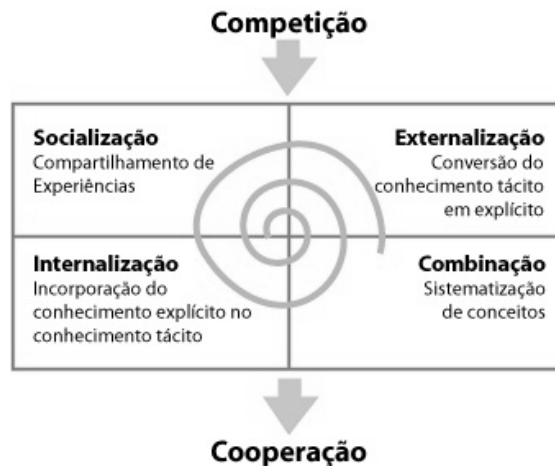 Competição
Socialização
Compartilhamento de
Experiências
Externalização
Conversão do
conhecimento tácito
em explícito
Internalização
Incorporação do
conhecimento explícito no
conhecimento tácito
Combinação
Sistematização
de conceitos
Cooperação